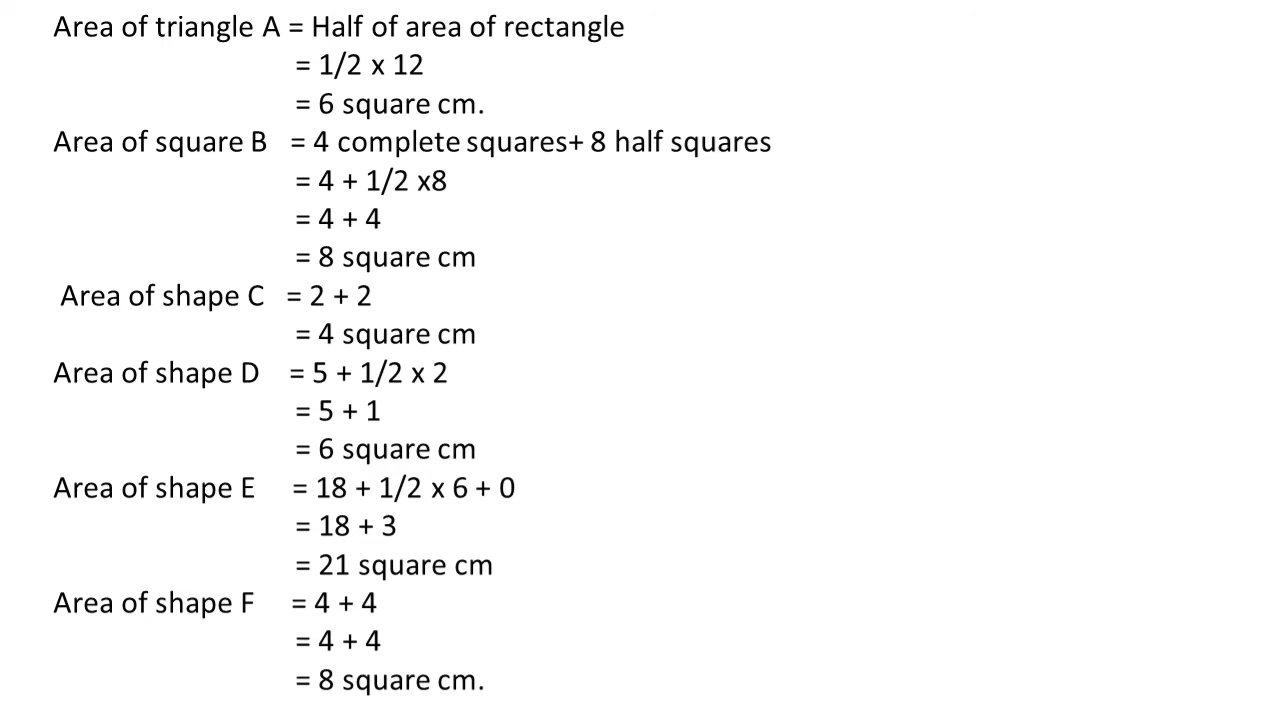 Area of triangle A = Half of area of rectangle
= 1/2 x 12
= 6 square cm.
Area of square B = 4 complete squares+ 8 half squares
= 4 + 1/2 x8
= 4 + 4
= 8 square cm
Area of shape C = 2 + 2
= 4 square cm
Area of shape D = 5 + 1/2 x 2
= 5 + 1
= 6 square cm
Area of shape E = 18 + 1/2 x 6 + 0
= 18 + 3
= 21 square cm
Area of shape F = 4 + 4
= 4 + 4
= 8 square cm.